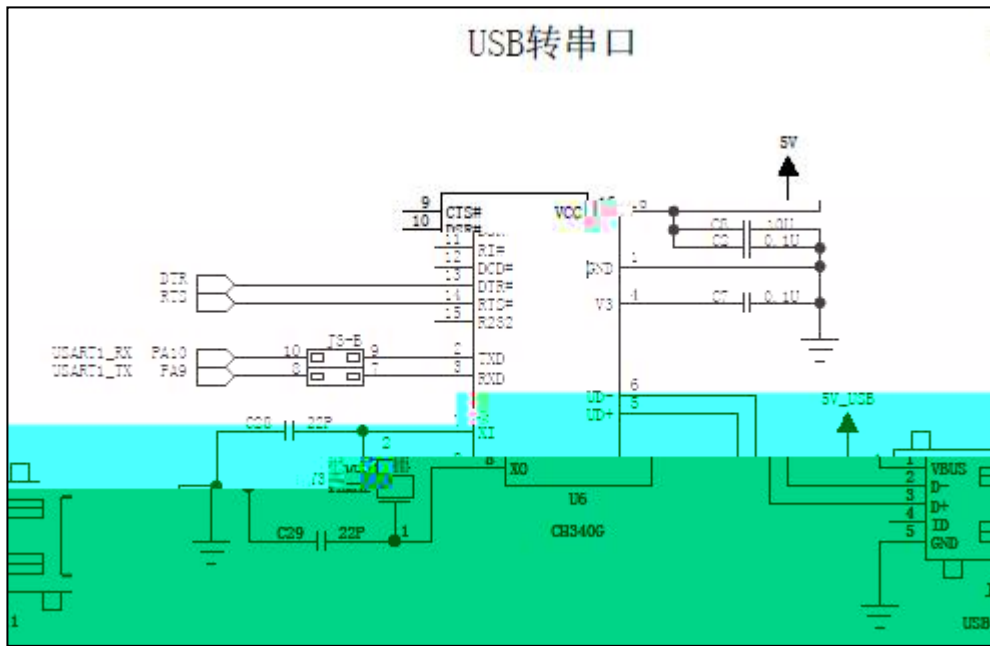 USB转串口
5V
9 CTS#
10 DSR#
VCC
10U
0.1U
11 RI#
12 DCD#
DTR 13 DTR#
14 RTS#
15 R232
GND 1
V3 4 C7 0.1U
USART1_RX PA10 10 J3-B 9 2 TXD
USART1_TX PA9 8 7 3 RXD
UD- 6
UD+ 5
5V_USB
C28 22P XI
2
8 XO
U6
CH340G
C29 22P 1
1 VBUS
2 D-
3 D+
4 ID
5 GND
1
USB